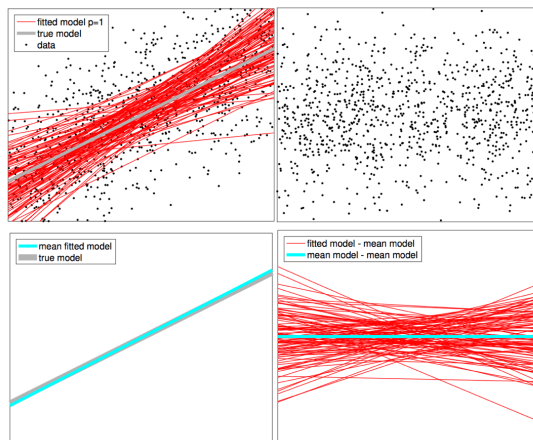 fitted model p=1
true model
data
mean fitted model
true model
fitted model - mean model
mean model - mean model